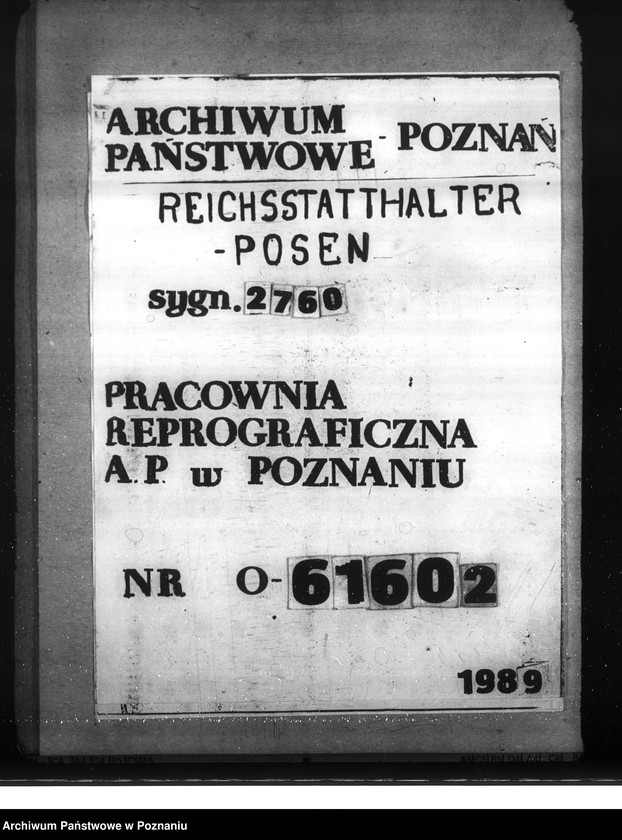 ARCHIWUM
PAŃSTWOWE - POZNAŃ
REICHSSTATTHALTER
-POSEN
sygn. 2760
PRACOWNIA
REPROGRAFICZNA
A.P. w POZNANIU
NR O-61602
1989
Archiwum Państwowe w Poznaniu